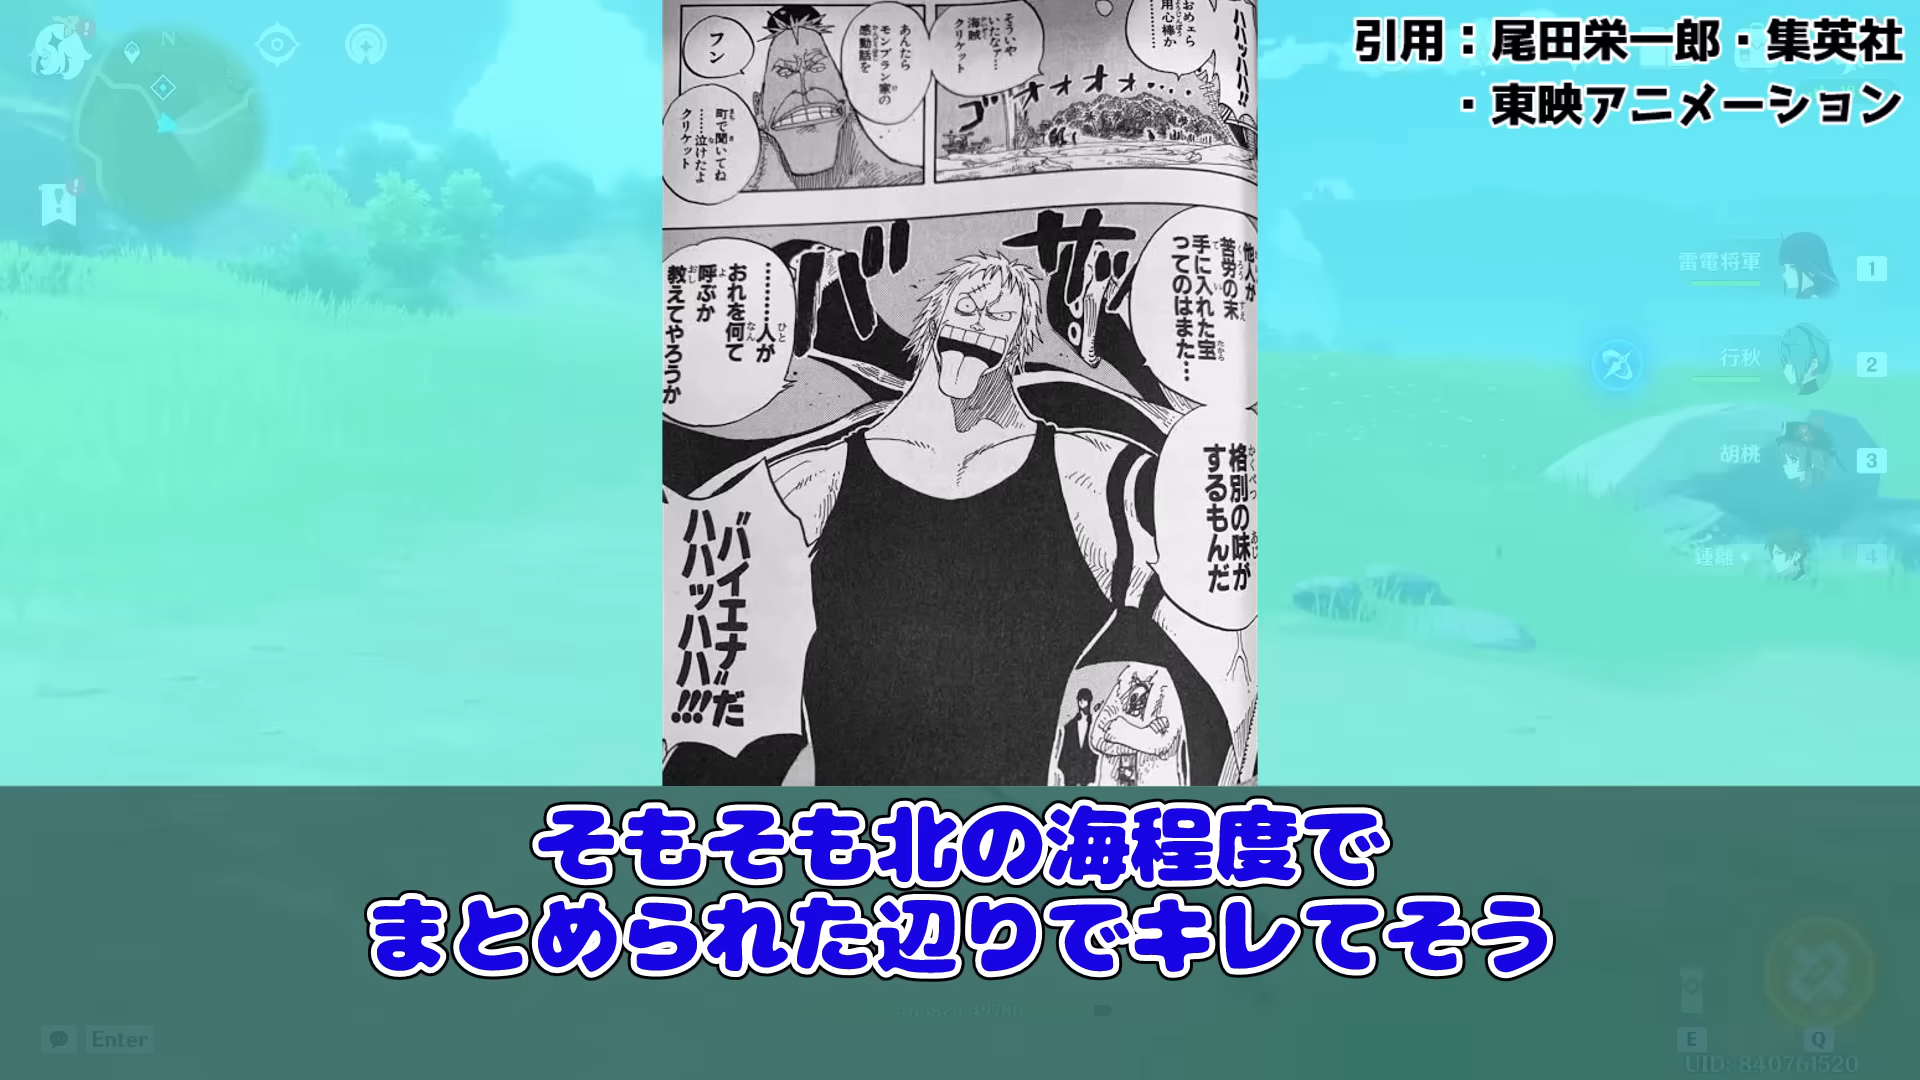 引用：尾田栄一郎・集英社
・東映アニメーション
N
おめェら
用心棒か
ハハッハハ!!
そういや
いたなァ…
海賊
クリケット
ゴオオオオォ・・・・
あんたら
モンブラン家の
感動話を
フン
町で聞いてね
……泣けたよ
クリケット
他人が
苦労の末
手に入れた宝
ってのはまた…
格別の味が
するもんだ
ザッ
バ
………人が
おれを何て
呼ぶか
教えてやろうか
〝バイエナ〟だ
ハハッハハ!!!
雷電将軍
1
行秋
2
胡桃
3
鍾離
4
そもそも北の海程度で
まとめられた辺りでキレてそう
Enter
E
Q
UID: 840761520